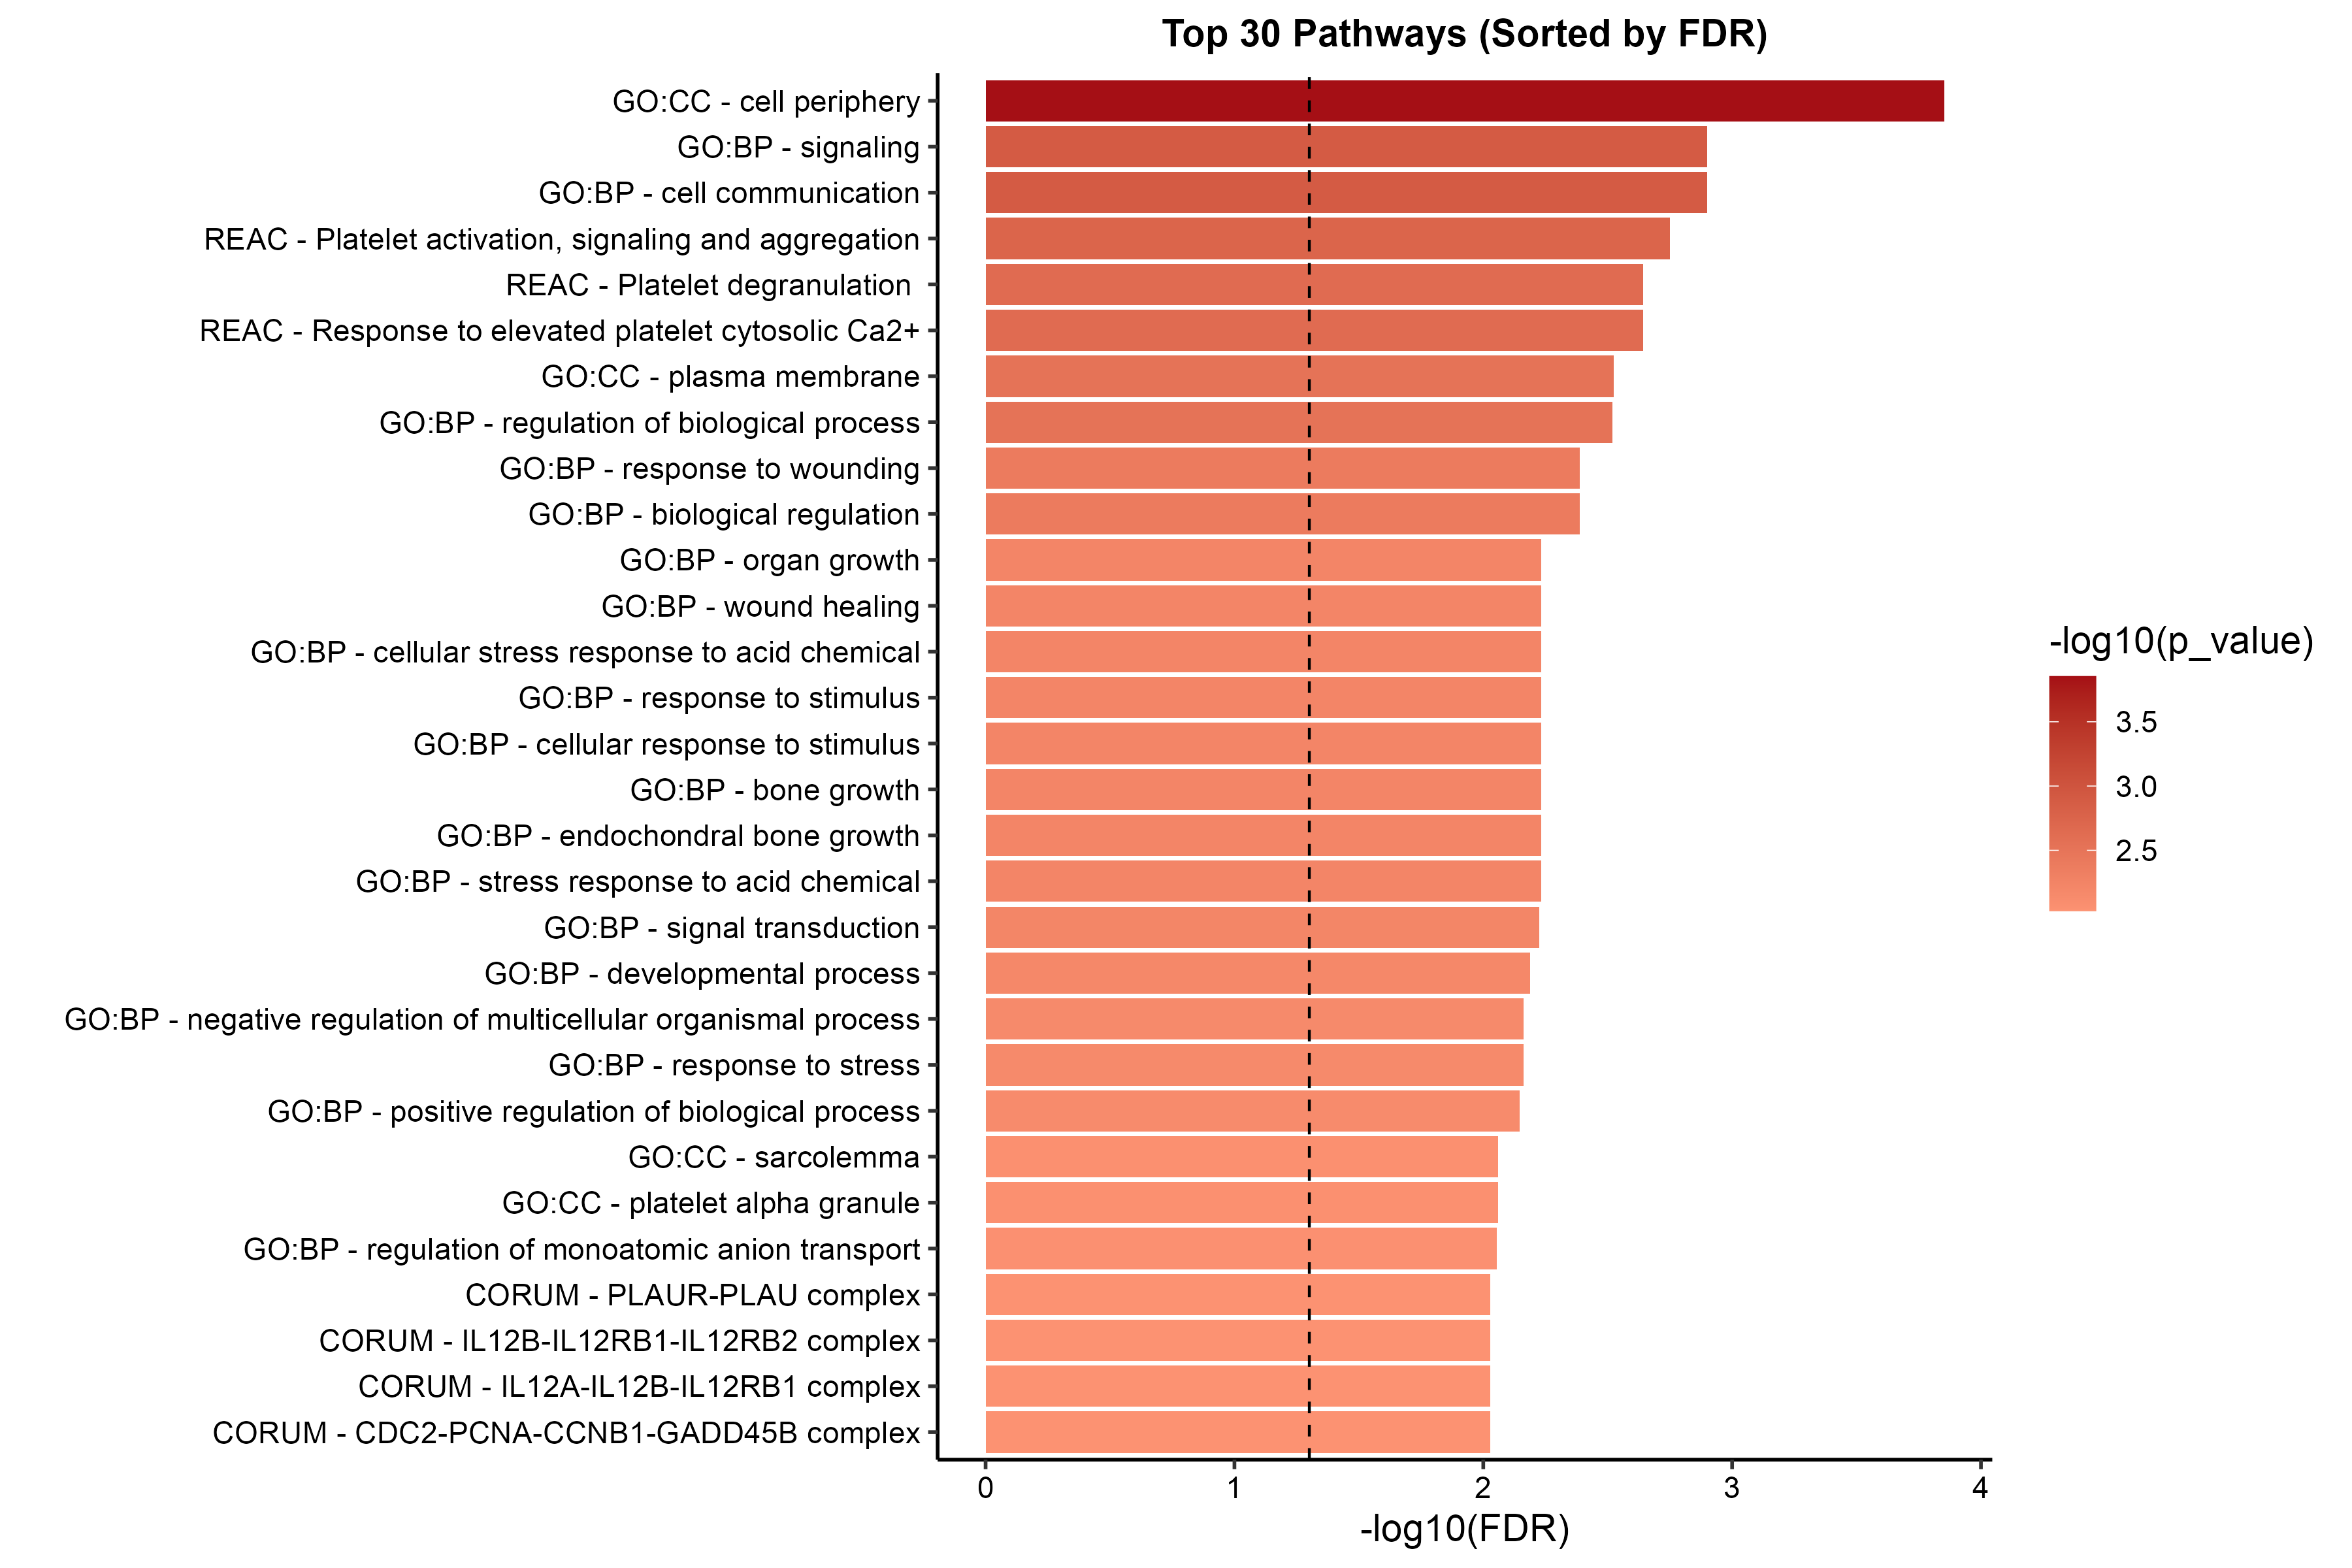 Top 30 Pathways (Sorted by FDR)
GO:CC - cell periphery
GO:BP - signaling
GO:BP - cell communication
REAC - Platelet activation, signaling and aggregation
REAC - Platelet degranulation
REAC - Response to elevated platelet cytosolic Ca2+
GO:CC - plasma membrane
GO:BP - regulation of biological process
GO:BP - response to wounding
GO:BP - biological regulation
GO:BP - organ growth
GO:BP - wound healing
GO:BP - cellular stress response to acid chemical
GO:BP - response to stimulus
GO:BP - cellular response to stimulus
GO:BP - bone growth
GO:BP - endochondral bone growth
GO:BP - stress response to acid chemical
GO:BP - signal transduction
GO:BP - developmental process
GO:BP - negative regulation of multicellular organismal process
GO:BP - response to stress
GO:BP - positive regulation of biological process
GO:CC - sarcolemma
GO:CC - platelet alpha granule
GO:BP - regulation of monoatomic anion transport
CORUM - PLAUR-PLAU complex
CORUM - IL12B-IL12RB1-IL12RB2 complex
CORUM - IL12A-IL12B-IL12RB1 complex
CORUM - CDC2-PCNA-CCNB1-GADD45B complex
0 1 2 3 4
-log10(FDR)
-log10(p_value)
3.5
3.0
2.5